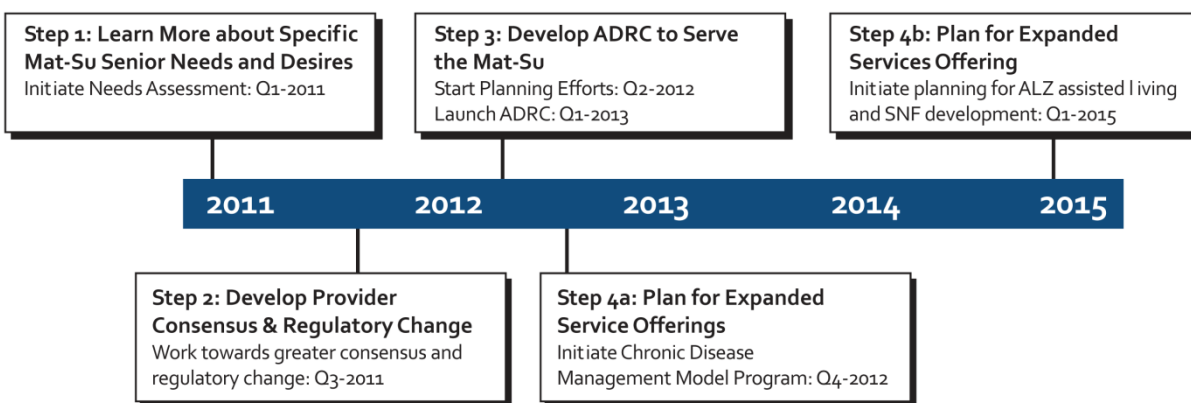 Step 1: Learn More about Specific
Mat-Su Senior Needs and Desires
Initiate Needs Assessment: Q1-2011
Step 3: Develop ADRC to Serve
the Mat-Su
Start Planning Efforts: Q2-2012
Launch ADRC: Q1-2013
Step 4b: Plan for Expanded
Services Offering
Initiate planning for ALZ assisted living
and SNF development: Q1-2015
2011
2012
2013
2014
2015
Step 2: Develop Provider
Consensus & Regulatory Change
Work towards greater consensus and
regulatory change: Q3-2011
Step 4a: Plan for Expanded
Service Offerings
Initiate Chronic Disease
Management Model Program: Q4-2012